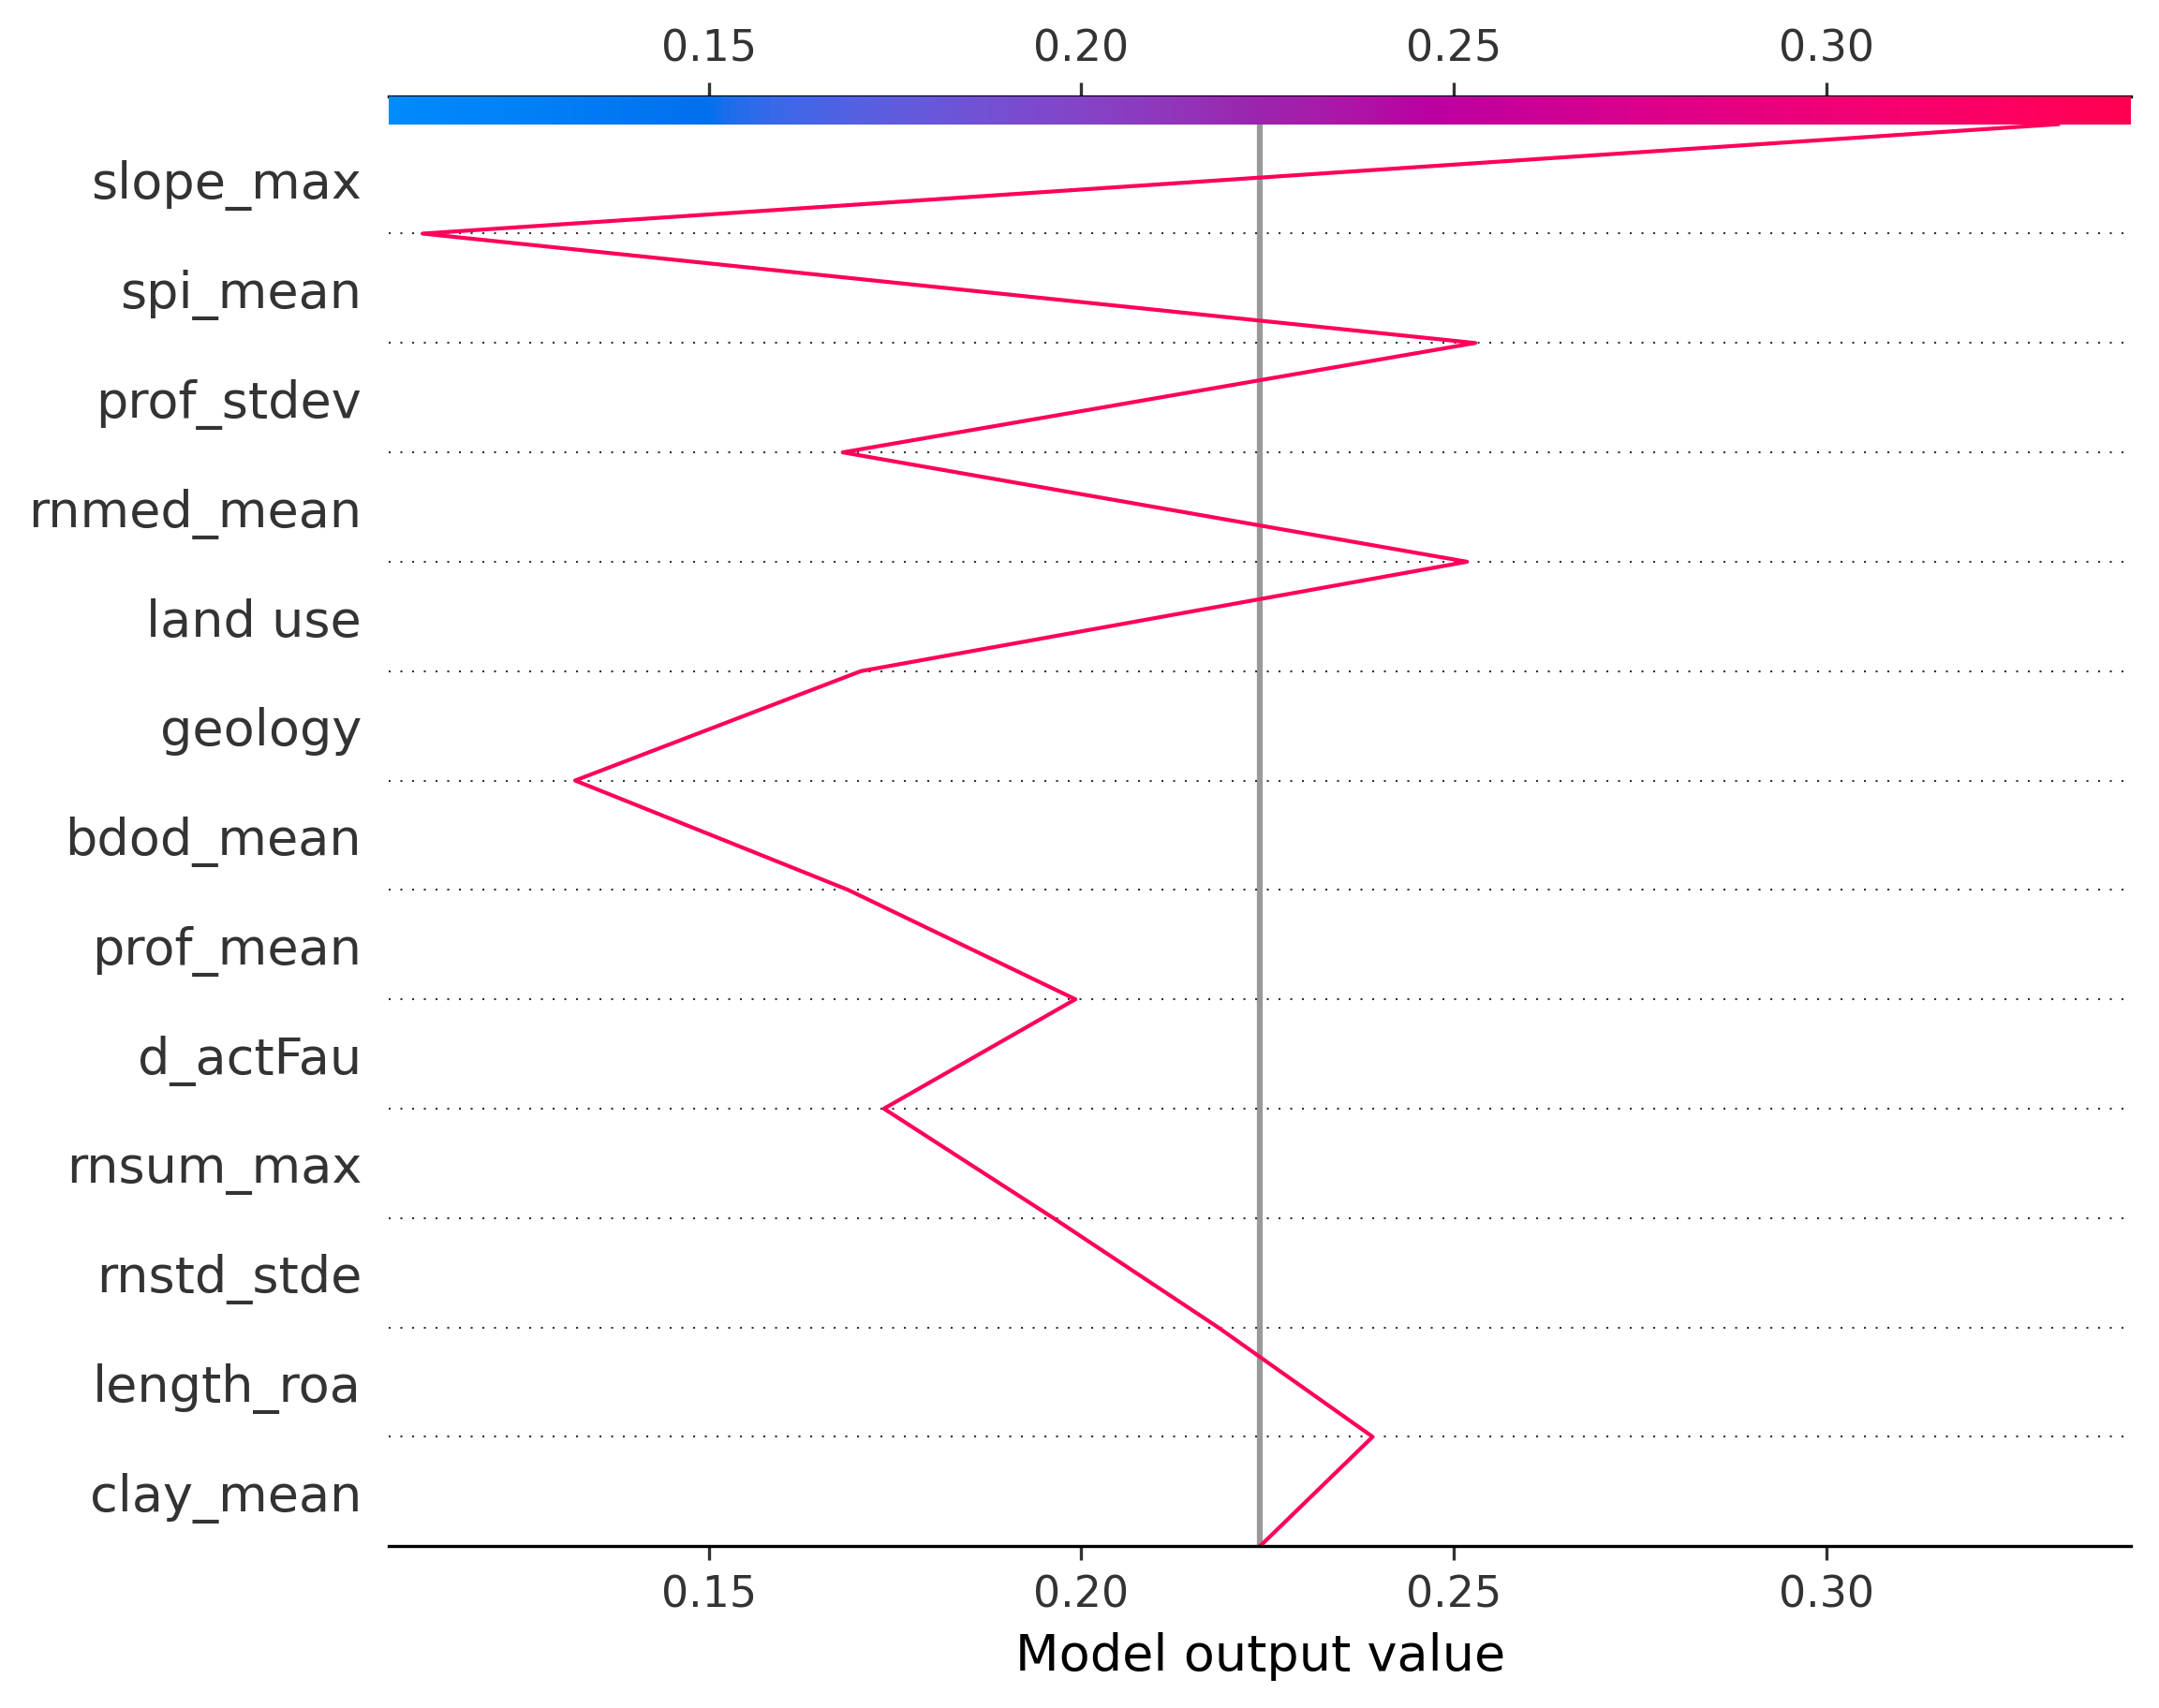 0.15 0.20 0.25 0.30
slope_max
spi_mean
prof_stdev
rnmed_mean
land use
geology
bdod_mean
prof_mean
d_actFau
rnsum_max
rnstd_stde
length_roa
clay_mean
0.15 0.20 0.25 0.30
Model output value